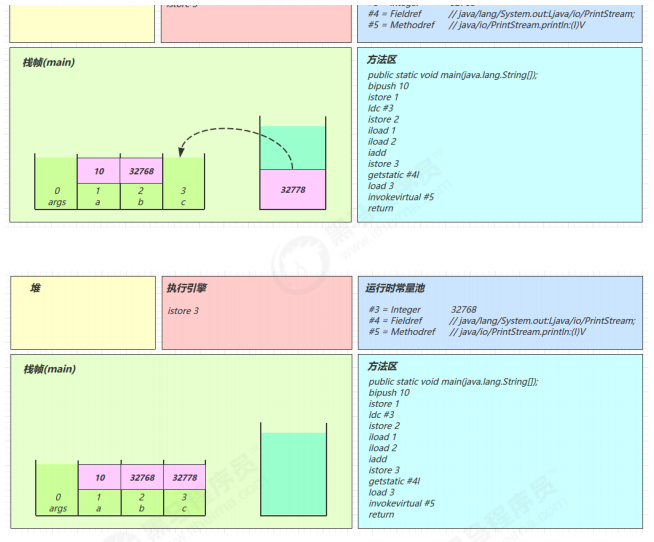 istore 3
#3 = Integer 32768
#4 = Fieldref // java/lang/System.out:Ljava/io/PrintStream;
#5 = Methodref // java/io/PrintStream.println:(I)V
栈帧(main)
10 32768
0 1 2 3
args a b c
32778
方法区
public static void main(java.lang.String[]);
bipush 10
istore 1
ldc #3
istore 2
iload 1
iload 2
iadd
istore 3
getstatic #4l
load 3
invokevirtual #5
return
堆
执行引擎
istore 3
运行时常量池
#3 = Integer 32768
#4 = Fieldref // java/lang/System.out:Ljava/io/PrintStream;
#5 = Methodref // java/io/PrintStream.println:(I)V
栈帧(main)
10 32768 32778
0 1 2 3
args a b c
方法区
public static void main(java.lang.String[]);
bipush 10
istore 1
ldc #3
istore 2
iload 1
iload 2
iadd
istore 3
getstatic #4l
load 3
invokevirtual #5
return